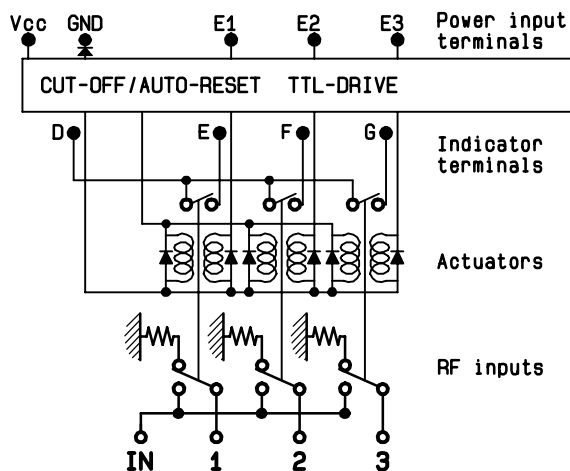 Vcc GND E1 E2 E3 Power input
terminals
CUT-OFF/AUTO-RESET TTL-DRIVE
D E F G Indicator
terminals
Actuators
RF inputs
IN 1 2 3